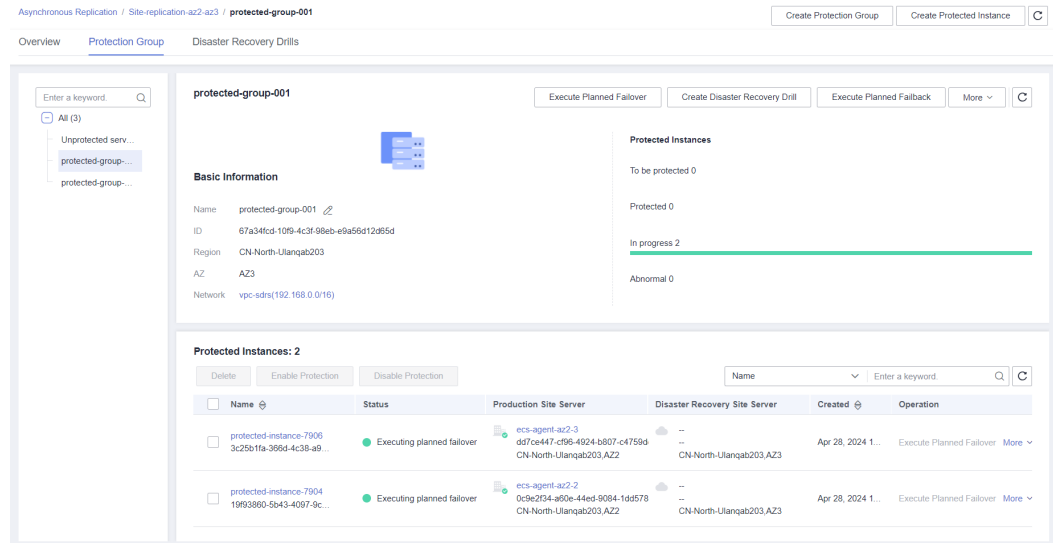 Asynchronous Replication / Site-replication-az2-az3 / protected-group-001
Create Protection Group
Create Protected Instance
Overview
Protection Group
Disaster Recovery Drills
Enter a keyword.
All (3)
Unprotected serv...
protected-group-...
protected-group-...
protected-group-001
Execute Planned Failover
Create Disaster Recovery Drill
Execute Planned Failback
More
Basic Information
Name protected-group-001
ID 67a34fcd-10f9-4c3f-98eb-e9a56d12d65d
Region CN-North-Ulanqab203
AZ AZ3
Network vpc-sdrs(192.168.0.0/16)
Protected Instances
To be protected 0
Protected 0
In progress 2
Abnormal 0
Protected Instances: 2
Delete
Enable Protection
Disable Protection
Name
Enter a keyword.
Name Status Production Site Server Disaster Recovery Site Server Created Operation
protected-instance-7906
3c25b1fa-366d-4c38-a9...
Executing planned failover
ecs-agent-az2-3
dd7ce447-cf96-4924-b807-c4759d
CN-North-Ulanqab203,AZ2
--
--
CN-North-Ulanqab203,AZ3
Apr 28, 2024 1...
Execute Planned Failover More
protected-instance-7904
19f93860-5b43-4097-9c...
Executing planned failover
ecs-agent-az2-2
0c9e2f34-a60e-44ed-9084-1dd578
CN-North-Ulanqab203,AZ2
--
--
CN-North-Ulanqab203,AZ3
Apr 28, 2024 1...
Execute Planned Failover More